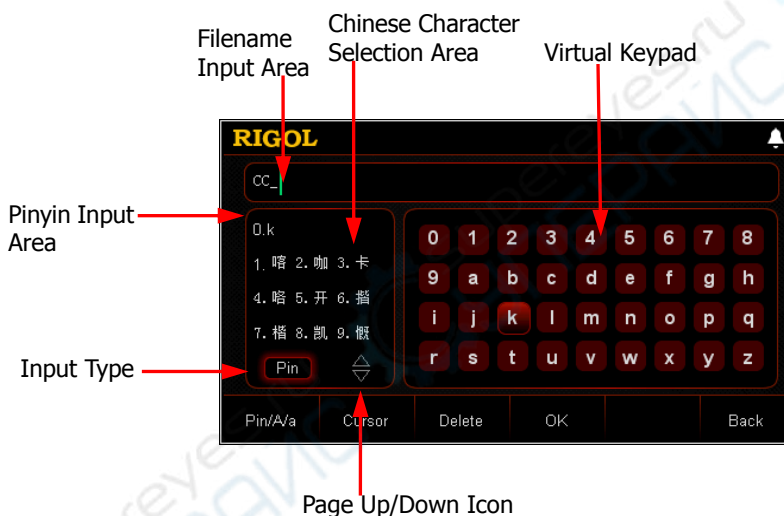 Filename
Input Area
Chinese Character
Selection Area
Virtual Keypad
RIGOL
CC_
Pinyin Input
Area
0.k
1. 喀 2. 咖 3. 卡
4. 咯 5. 开 6. 揩
7. 楷 8. 凯 9. 慨
Pin
0 1 2 3 4 5 6 7 8
9 a b c d e f g h
i j k l m n o p q
r s t u v w x y z
Input Type
Pin/A/a Cursor Delete OK Back
Page Up/Down Icon